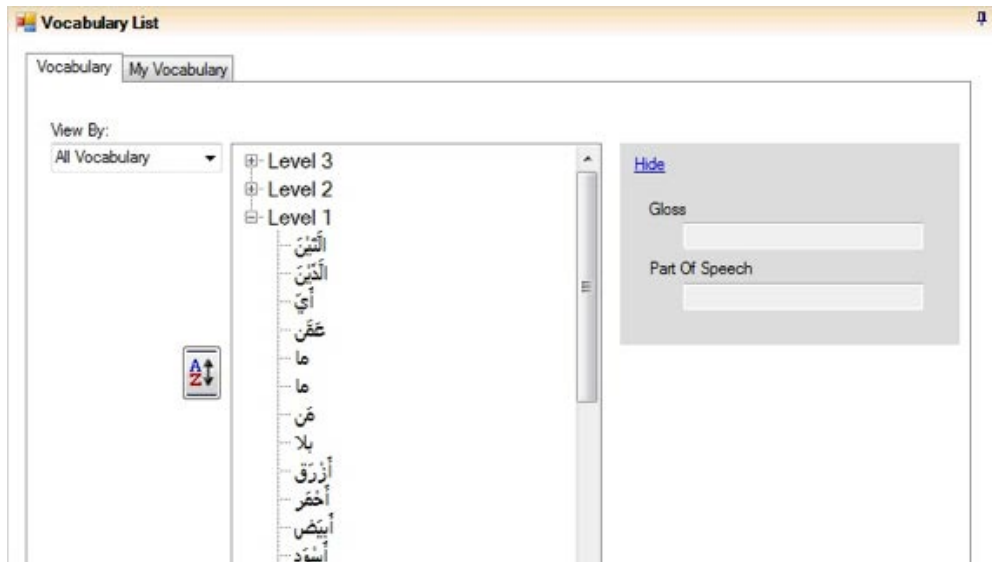 Vocabulary List
Vocabulary
My Vocabulary
View By:
All Vocabulary
Level 3
Level 2
Level 1
أَيَ
ما
ما
مَن
بلا
أَزْرَق
أَحْمَر
أَبيَض
أَسْوَد
Hide
Gloss
Part Of Speech